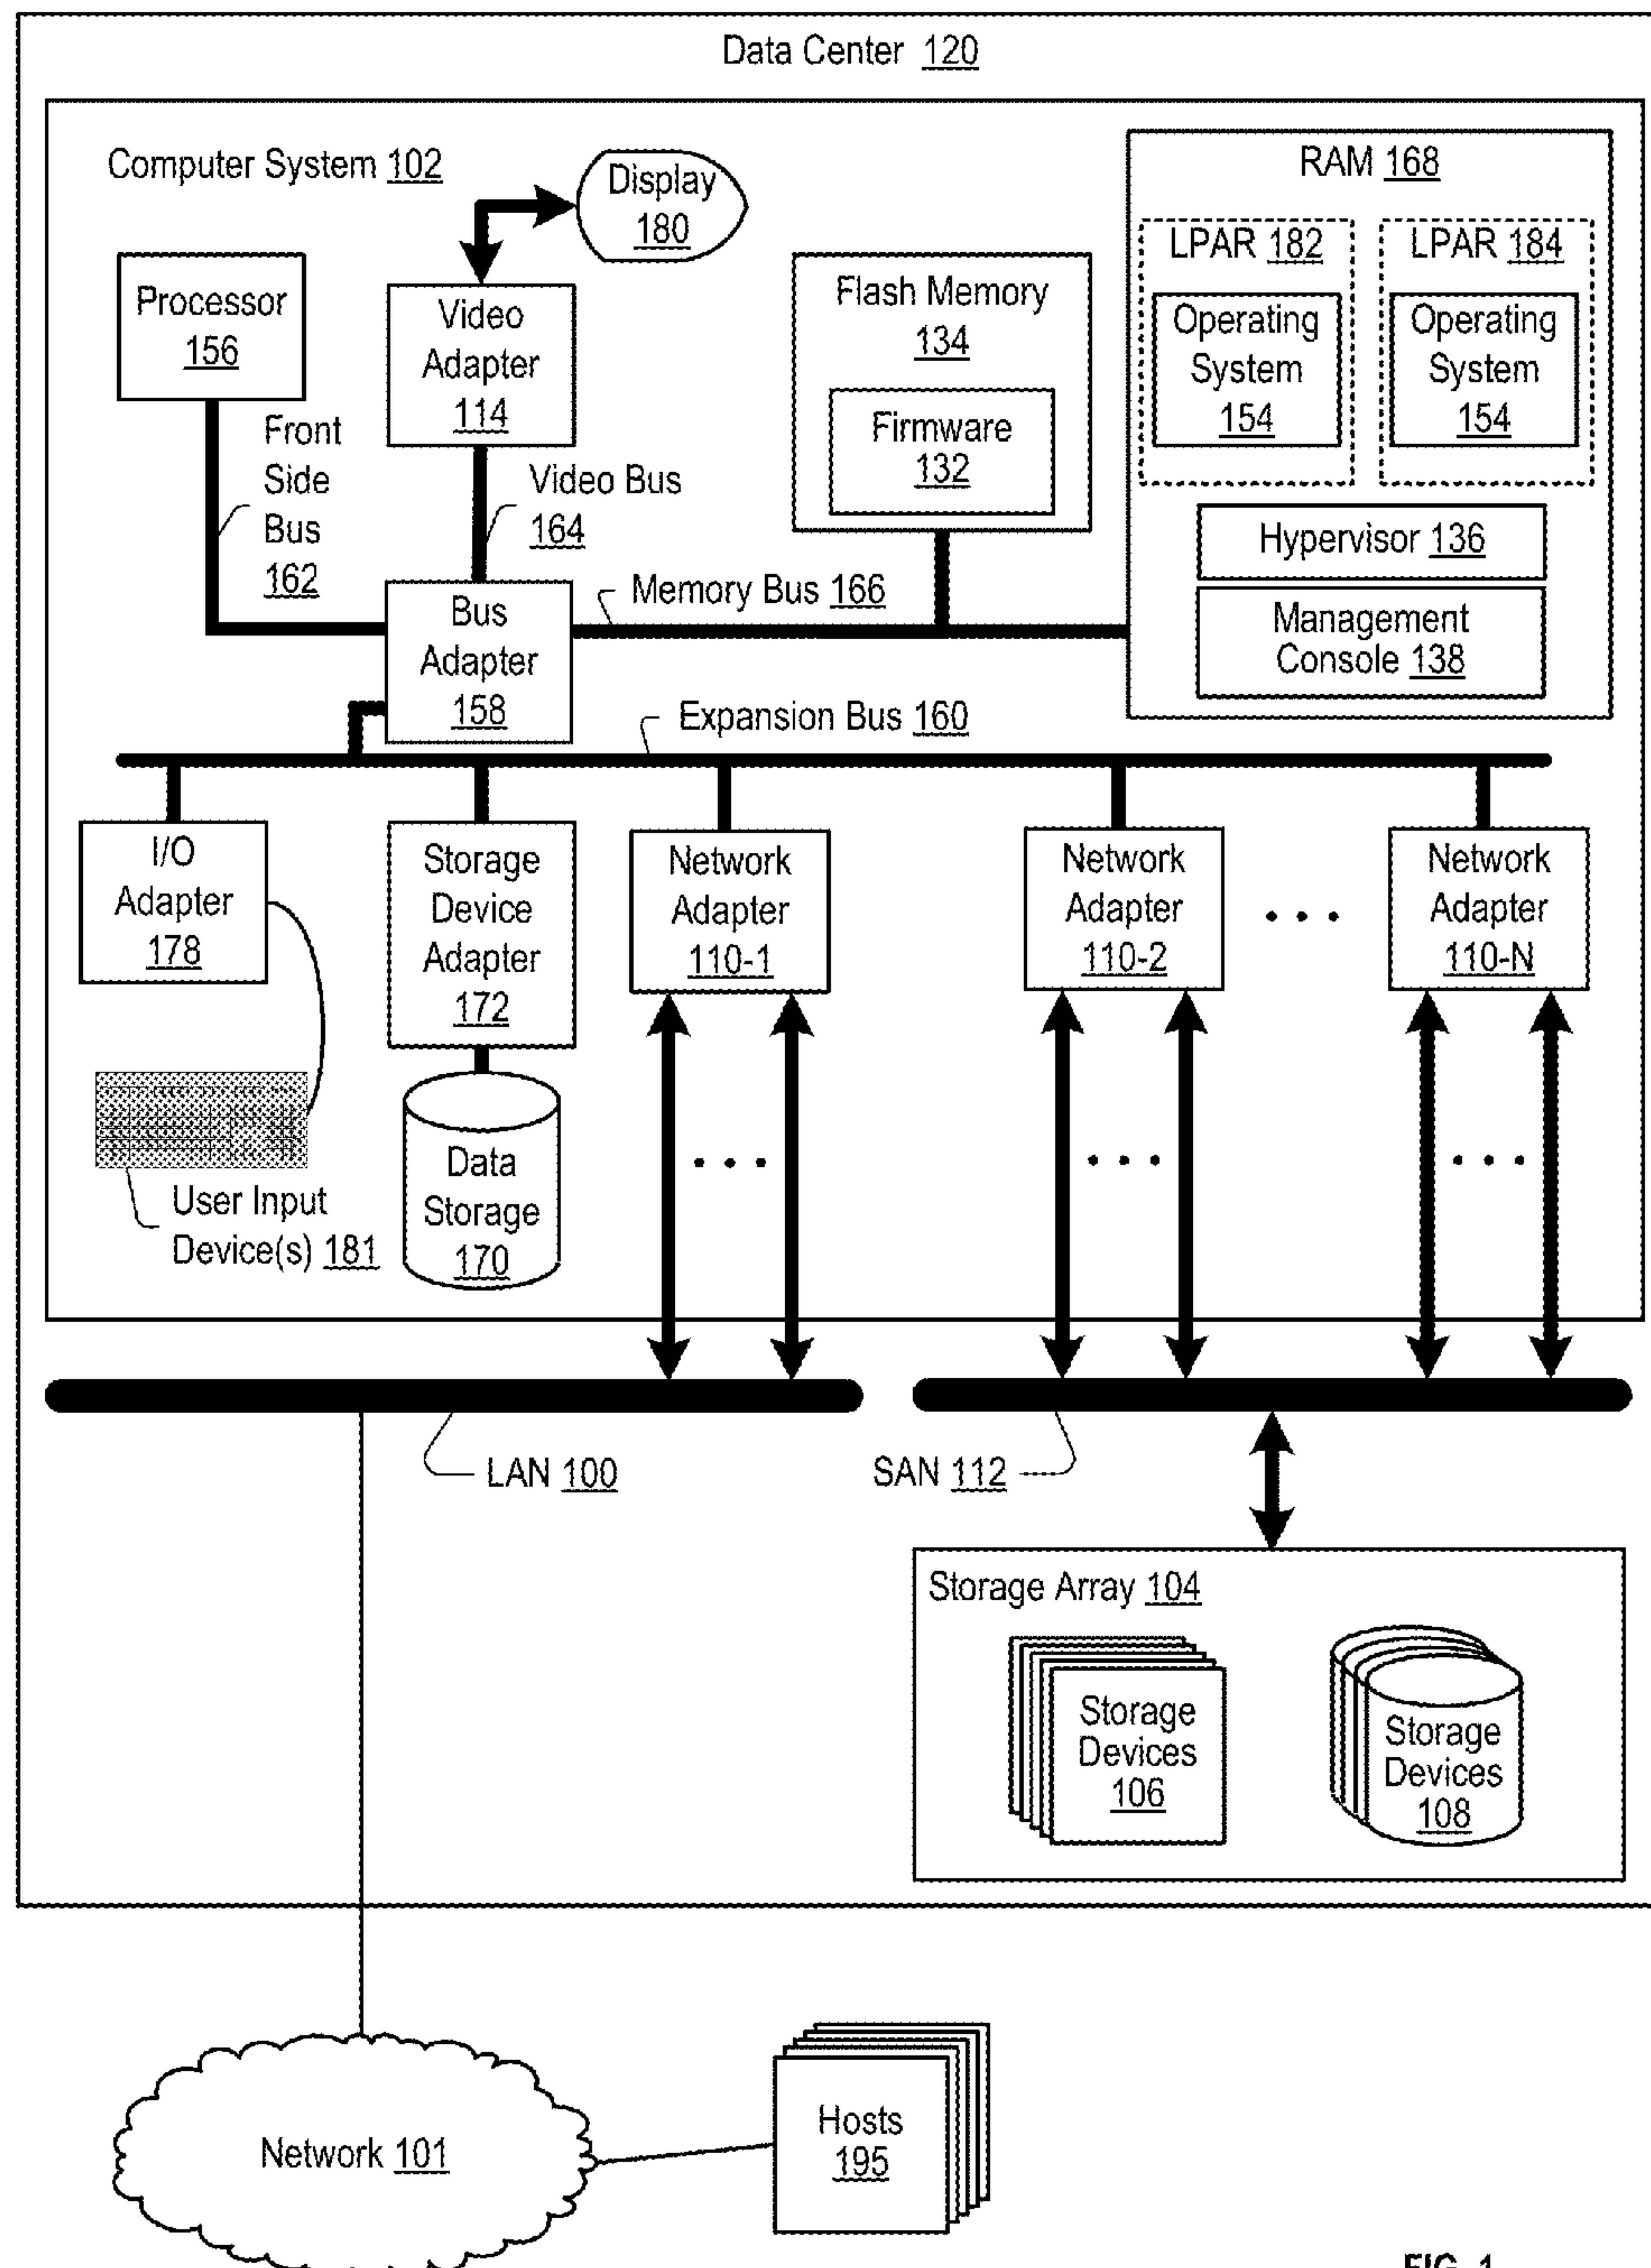 Data Center 120
Computer System 102
Display
180
RAM 168
LPAR 182
Operating
System
154
LPAR 184
Operating
System
154
Hypervisor 136
Management
Console 138
Processor
156
Video
Adapter
114
Flash Memory
134
Firmware
132
Front
Side
Bus
162
Video Bus
164
Bus
Adapter
158
Memory Bus 166
Expansion Bus 160
I/O
Adapter
178
Storage
Device
Adapter
172
Network
Adapter
110-1
Network
Adapter
110-2
Network
Adapter
110-N
User Input
Device(s) 181
Data
Storage
170
LAN 100
SAN 112
Storage Array 104
Storage
Devices
106
Storage
Devices
108
Network 101
Hosts
195
FIG. 1